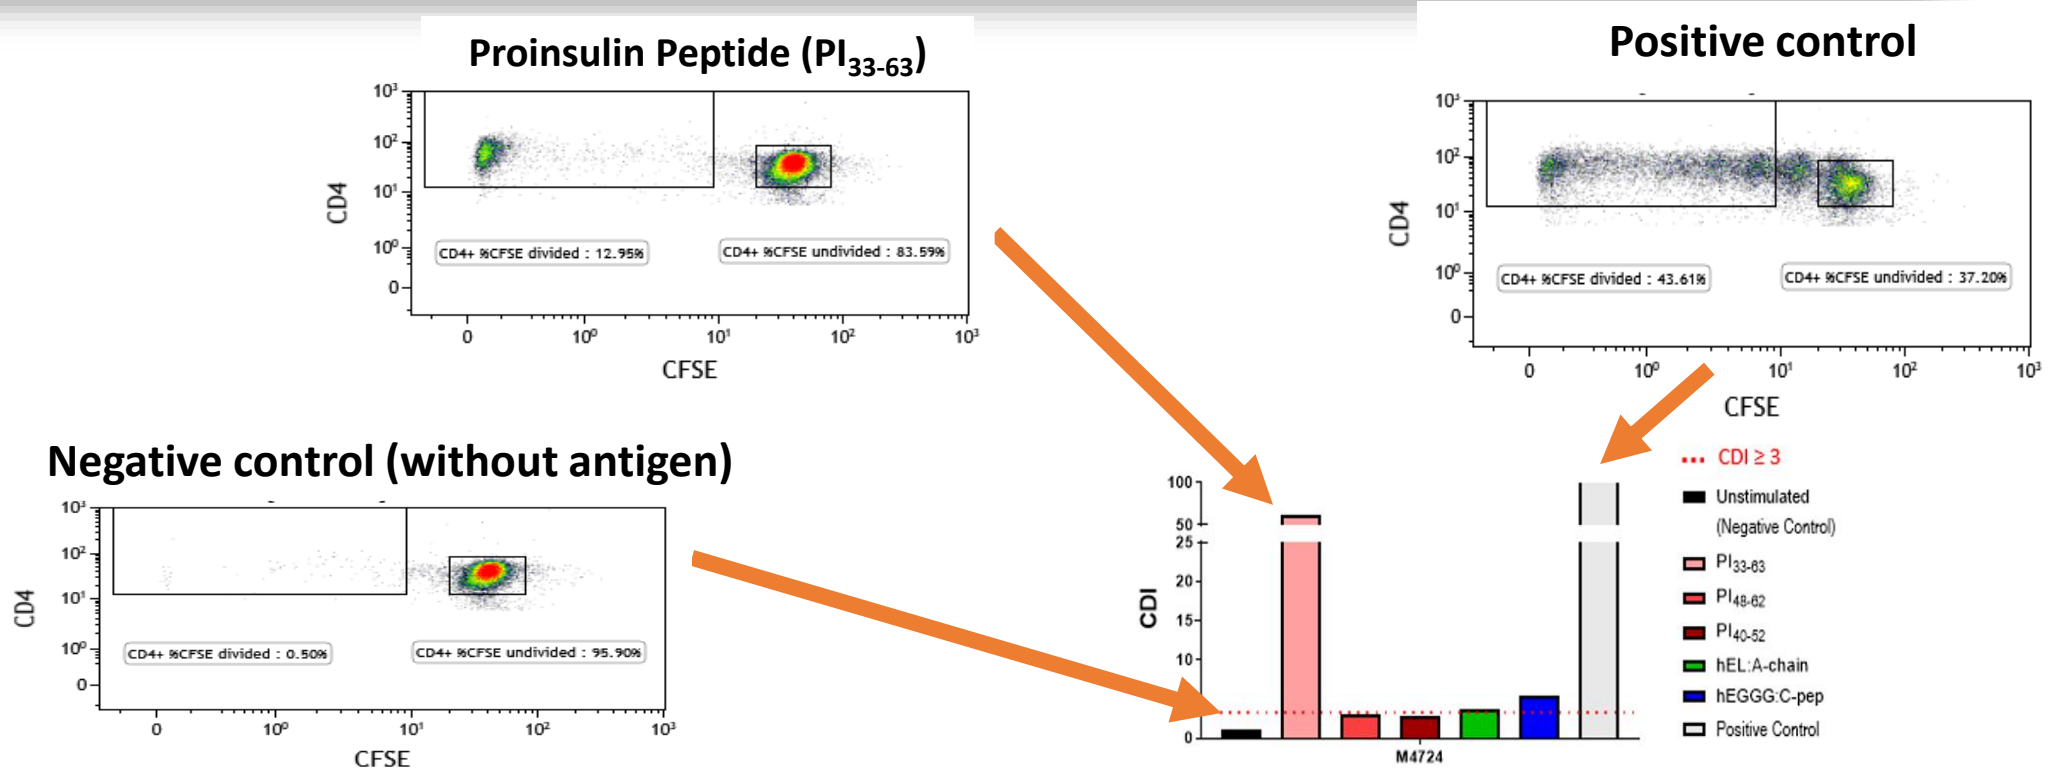 Proinsulin Peptide (PI33-63)
10³
10²
10¹
10⁰
0
CD4
CD4+ %CFSE divided : 12.95%
CD4+ %CFSE undivided : 83.59%
0
10⁰
10¹
10²
10³
CFSE
Positive control
10³
10²
10¹
10⁰
0
CD4
CD4+ %CFSE divided : 43.61%
CD4+ %CFSE undivided : 37.20%
0
10⁰
10¹
10²
10³
CFSE
Negative control (without antigen)
10³
10²
10¹
10⁰
0
CD4
CD4+ %CFSE divided : 0.50%
CD4+ %CFSE undivided : 95.90%
0
10⁰
10¹
10²
10³
CFSE
100
50
25
20
15
10
5
0
CDI
M4724
CDI ≥ 3
Unstimulated
(Negative Control)
PI33-63
PI48-62
PI40-52
hEL:A-chain
hEGGG:C-pep
Positive Control